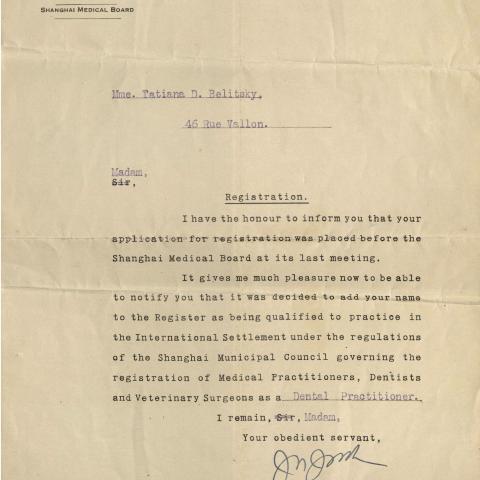 SHANGHAI MEDICAL BOARD
Mme. Tatiana D. Belitsky.
46 Rue Vallon.
Madam,
Sir,
Registration.
I have the honour to inform you that your
application for registration was placed before the
Shanghai Medical Board at its last meeting.
It gives me much pleasure now to be able
to notify you that it was decided to add your name
to the Register as being qualified to practice in
the International Settlement under the regulations
of the Shanghai Municipal Council governing the
registration of Medical Practitioners, Dentists
and Veterinary Surgeons as a Dental Practitioner.
I remain, Sir, Madam,
Your obedient servant,